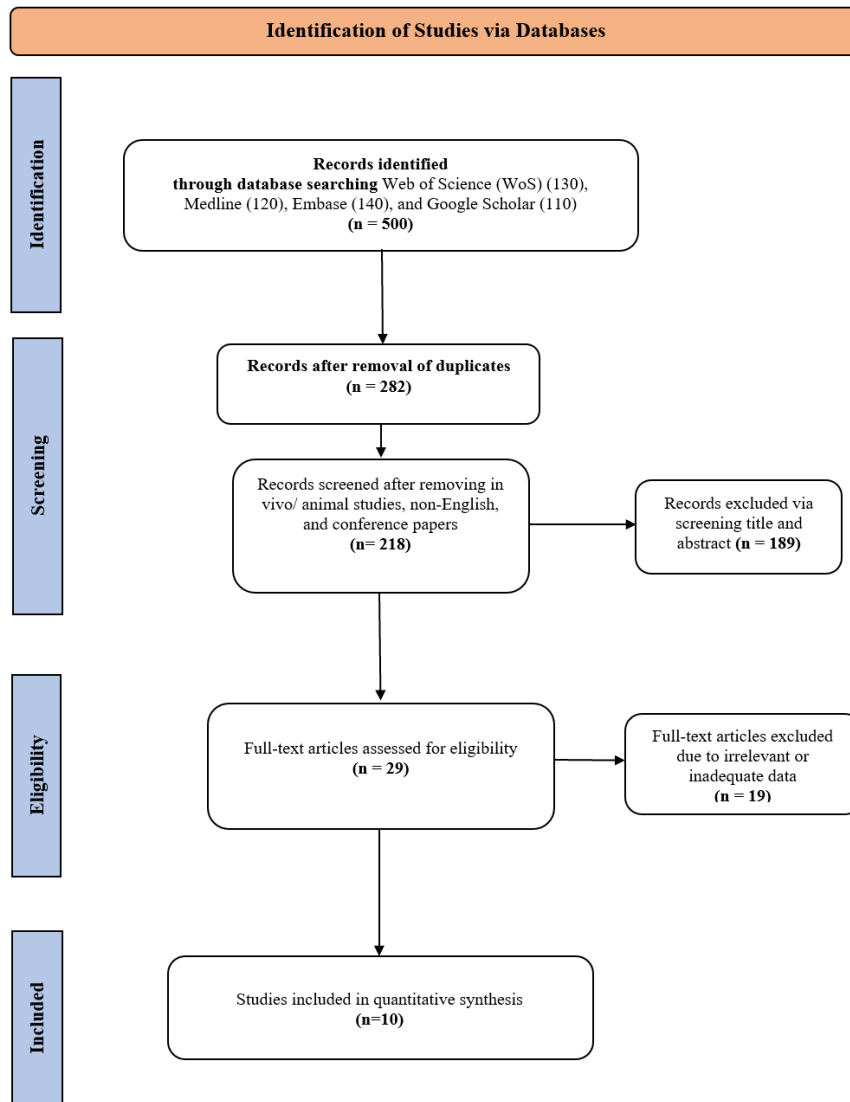 Identification of Studies via Databases
Identification
Records identified
through database searching Web of Science (WoS) (130),
Medline (120), Embase (140), and Google Scholar (110)
(n = 500)
Screening
Records after removal of duplicates
(n = 282)
Records screened after removing in
vivo/ animal studies, non-English,
and conference papers
(n= 218)
Records excluded via
screening title and
abstract (n = 189)
Eligibility
Full-text articles assessed for eligibility
(n = 29)
Full-text articles excluded
due to irrelevant or
inadequate data
(n = 19)
Included
Studies included in quantitative synthesis
(n=10)